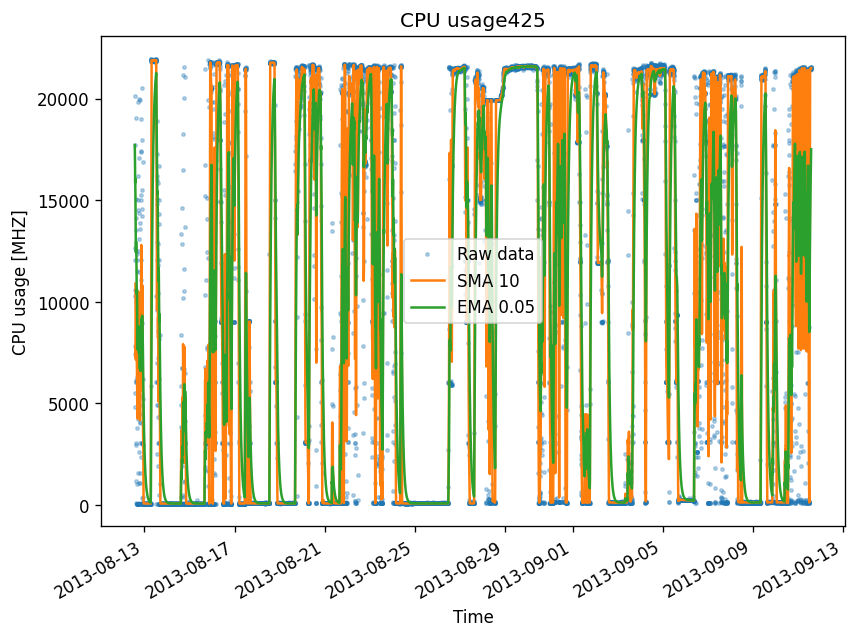 CPU usage425
CPU usage [MHZ]
20000
15000
10000
5000
0
Raw data
SMA 10
EMA 0.05
2013-08-13
2013-08-17
2013-08-21
2013-08-25
2013-08-29
2013-09-01
2013-09-05
2013-09-09
2013-09-13
Time